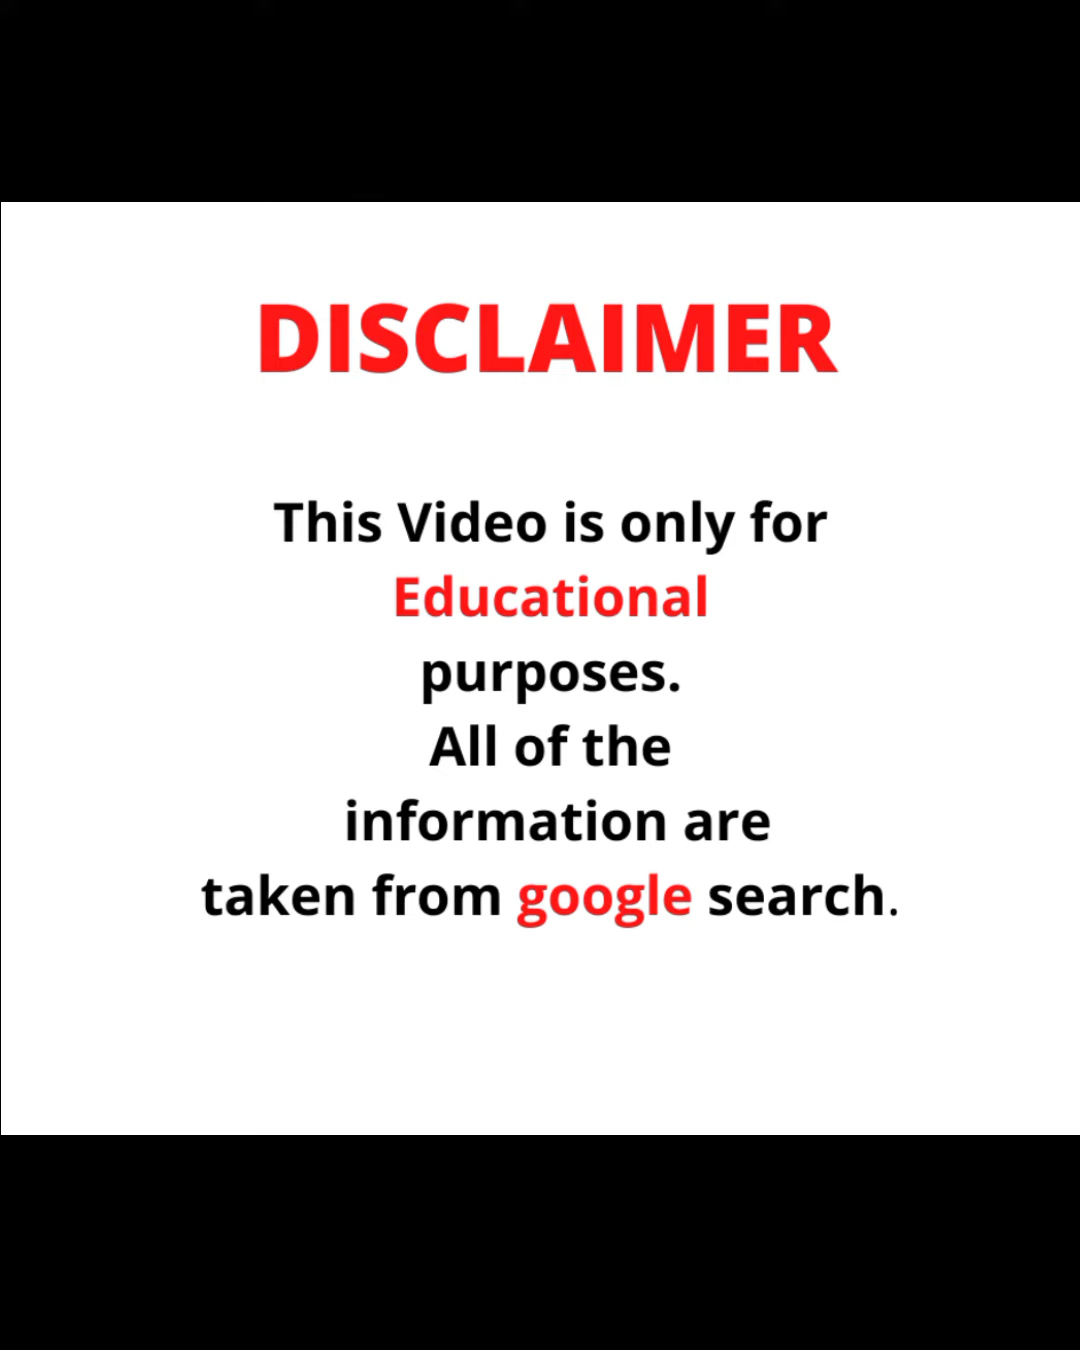 DISCLAIMER
This Video is only for
Educational
purposes.
All of the
information are
taken from google search.